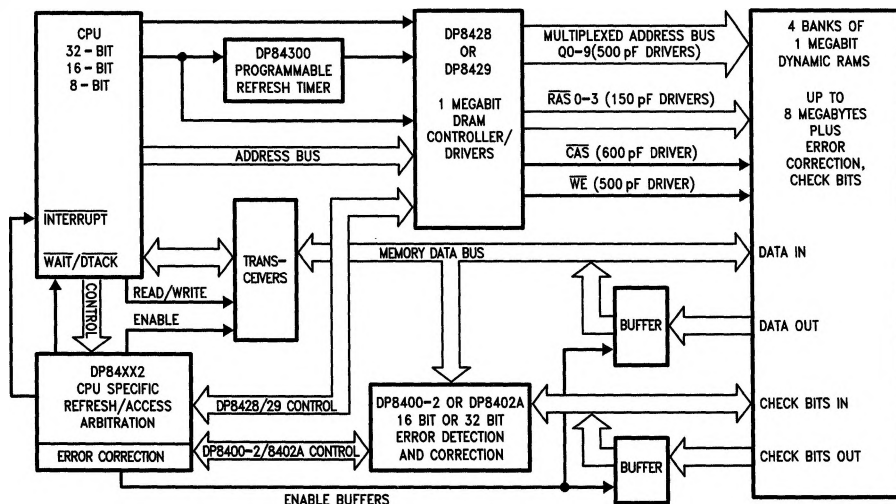 CPU
32-BIT
16-BIT
8-BIT
INTERRUPT
WAIT/DTACK
DP84300
PROGRAMMABLE
REFRESH TIMER
ADDRESS BUS
DP8428
OR
DP8429
1 MEGABIT
DRAM
CONTROLLER/
DRIVERS
MULTIPLEXED ADDRESS BUS
Q0-9(500 pF DRIVERS)
RAS 0-3 (150 pF DRIVERS)
CAS (600 pF DRIVER)
WE (500 pF DRIVER)
4 BANKS OF
1 MEGABIT
DYNAMIC RAMS
UP TO
8 MEGABYTES
PLUS
ERROR
CORRECTION,
CHECK BITS
DATA IN
DATA OUT
CHECK BITS IN
CHECK BITS OUT
TRANS-
CEIVERS
MEMORY DATA BUS
CONTROL
READ/WRITE
ENABLE
BUFFER
DP84XX2
CPU SPECIFIC
REFRESH/ACCESS
ARBITRATION
ERROR CORRECTION
DP8428/29 CONTROL
DP8400-2/8402A CONTROL
DP8400-2 OR DP8402A
16 BIT OR 32 BIT
ERROR DETECTION
AND CORRECTION
BUFFER
ENABLE BUFFERS